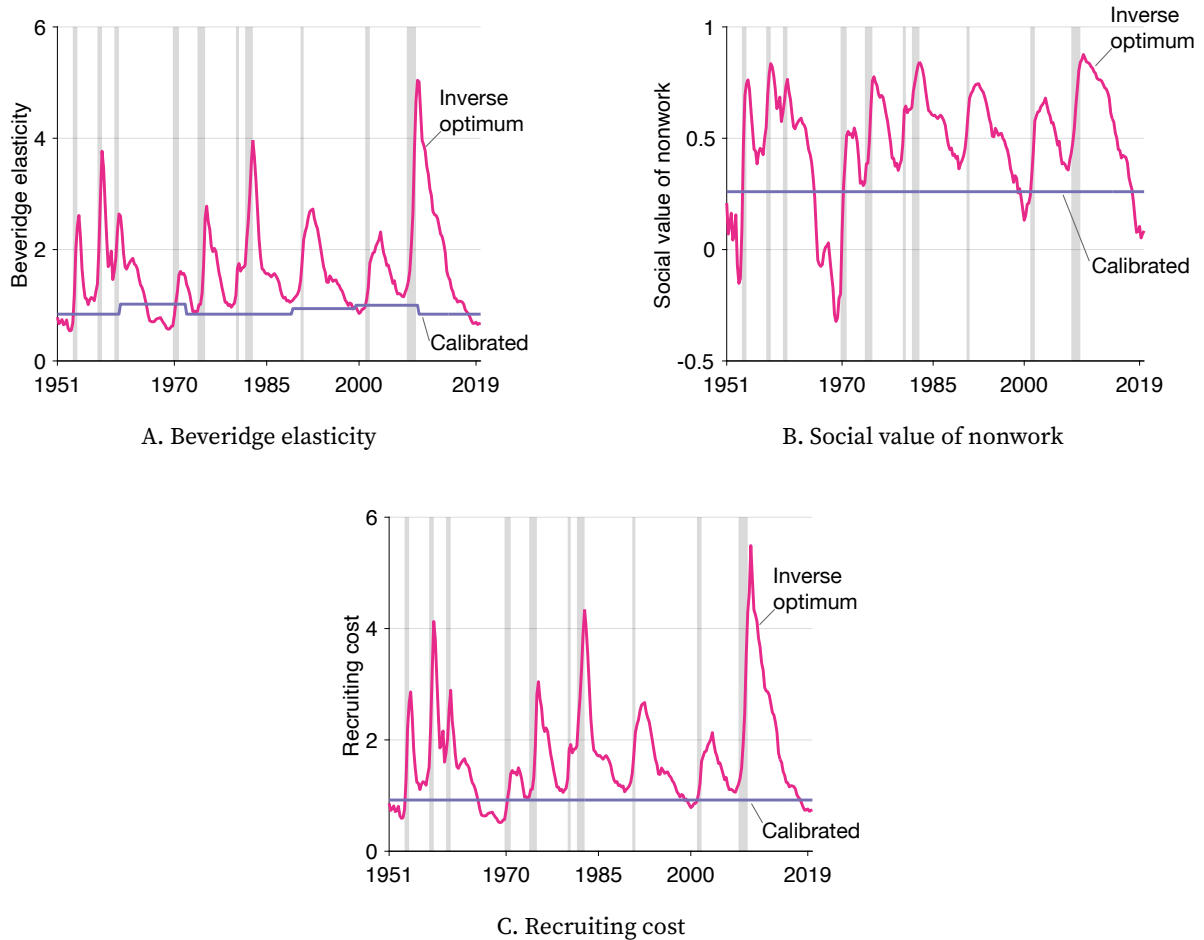 6
4
2
0
Beveridge elasticity
Inverse
optimum
Calibrated
1951 1970 1985 2000 2019
A. Beveridge elasticity
1
0.5
0
-0.5
Social value of nonwork
Inverse
optimum
Calibrated
1951 1970 1985 2000 2019
B. Social value of nonwork
6
4
2
0
Recruiting cost
Inverse
optimum
Calibrated
1951 1970 1985 2000 2019
C. Recruiting cost